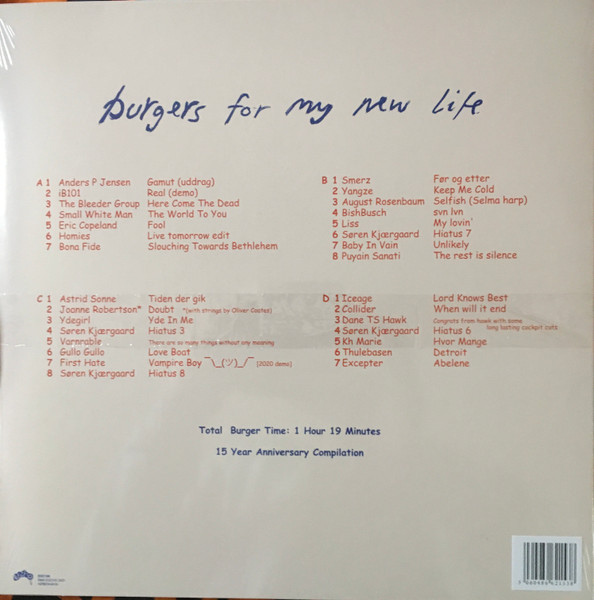 burgers for my new life
A 1 Anders P Jensen Gamut (uddrag)
2 iB101 Real (demo)
3 The Bleeder Group Here Come The Dead
4 Small White Man The World To You
5 Eric Copeland Fool
6 Homies Live tomorrow edit
7 Bona Fide Slouching Towards Bethlehem
B 1 Smerz Før og etter
2 Yangze Keep Me Cold
3 August Rosenbaum Selfish (Selma harp)
4 BishBusch svn lvn
5 Liss My lovin'
6 Søren Kjærgaard Hiatus 7
7 Baby In Vain Unlikely
8 Puyain Sanati The rest is silence
C 1 Astrid Sonne Tiden der gik
2 Joanne Robertson* Doubt *(with strings by Oliver Coates)
3 Ydegirl Yde In Me
4 Søren Kjærgaard Hiatus 3
5 Varnrable There are so many things without any meaning
6 Gullo Gullo Love Boat
7 First Hate Vampire Boy ¯\_(ツ)_/¯ [2020 demo]
8 Søren Kjærgaard Hiatus 8
D 1 Iceage Lord Knows Best
2 Collider When will it end
3 Dane TS Hawk Congrats from hawk with some
long lasting cockpit cuts
4 Søren Kjærgaard Hiatus 6
5 Kh Marie Hvor Mange
6 Thulebasen Detroit
7 Excepter Abelene
Total Burger Time: 1 Hour 19 Minutes
15 Year Anniversary Compilation